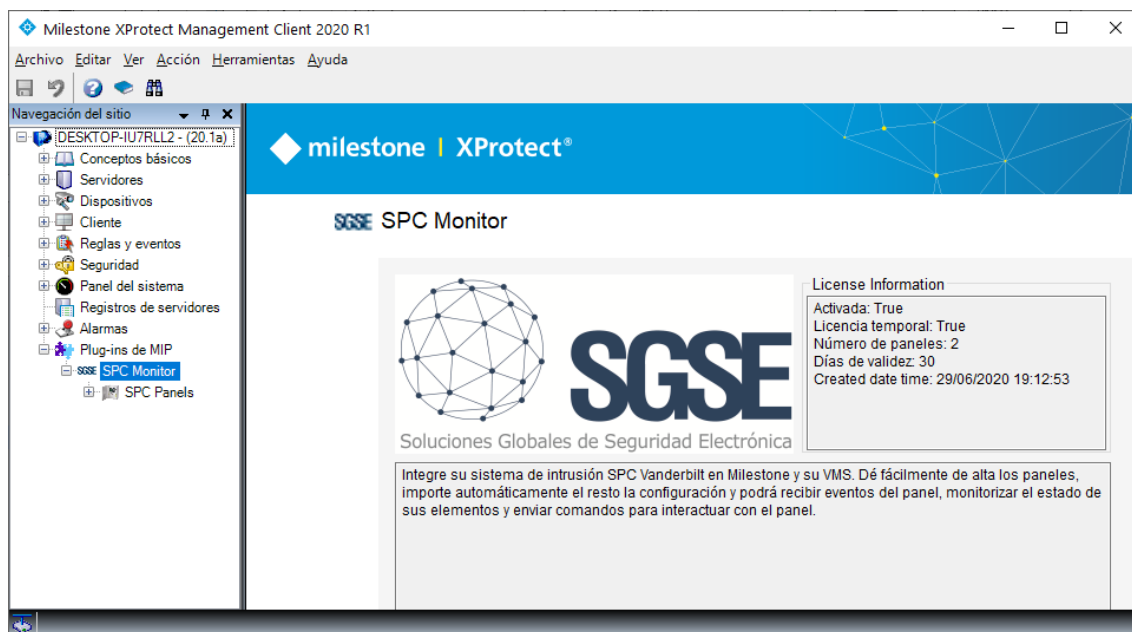 Milestone XProtect Management Client 2020 R1
Archivo Editar Ver Acción Herramientas Ayuda
Navegación del sitio
DESKTOP-IU7RLL2 - (20.1a)
Conceptos básicos
Servidores
Dispositivos
Cliente
Reglas y eventos
Seguridad
Panel del sistema
Registros de servidores
Alarmas
Plug-ins de MIP
SGSE SPC Monitor
SPC Panels
milestone | XProtect®
SGSE SPC Monitor
SGSE
Soluciones Globales de Seguridad Electrónica
License Information
Activada: True
Licencia temporal: True
Número de paneles: 2
Días de validez: 30
Created date time: 29/06/2020 19:12:53
Integre su sistema de intrusión SPC Vanderbilt en Milestone y su VMS. Dé fácilmente de alta los paneles,
importe automáticamente el resto la configuración y podrá recibir eventos del panel, monitorizar el estado de
sus elementos y enviar comandos para interactuar con el panel.